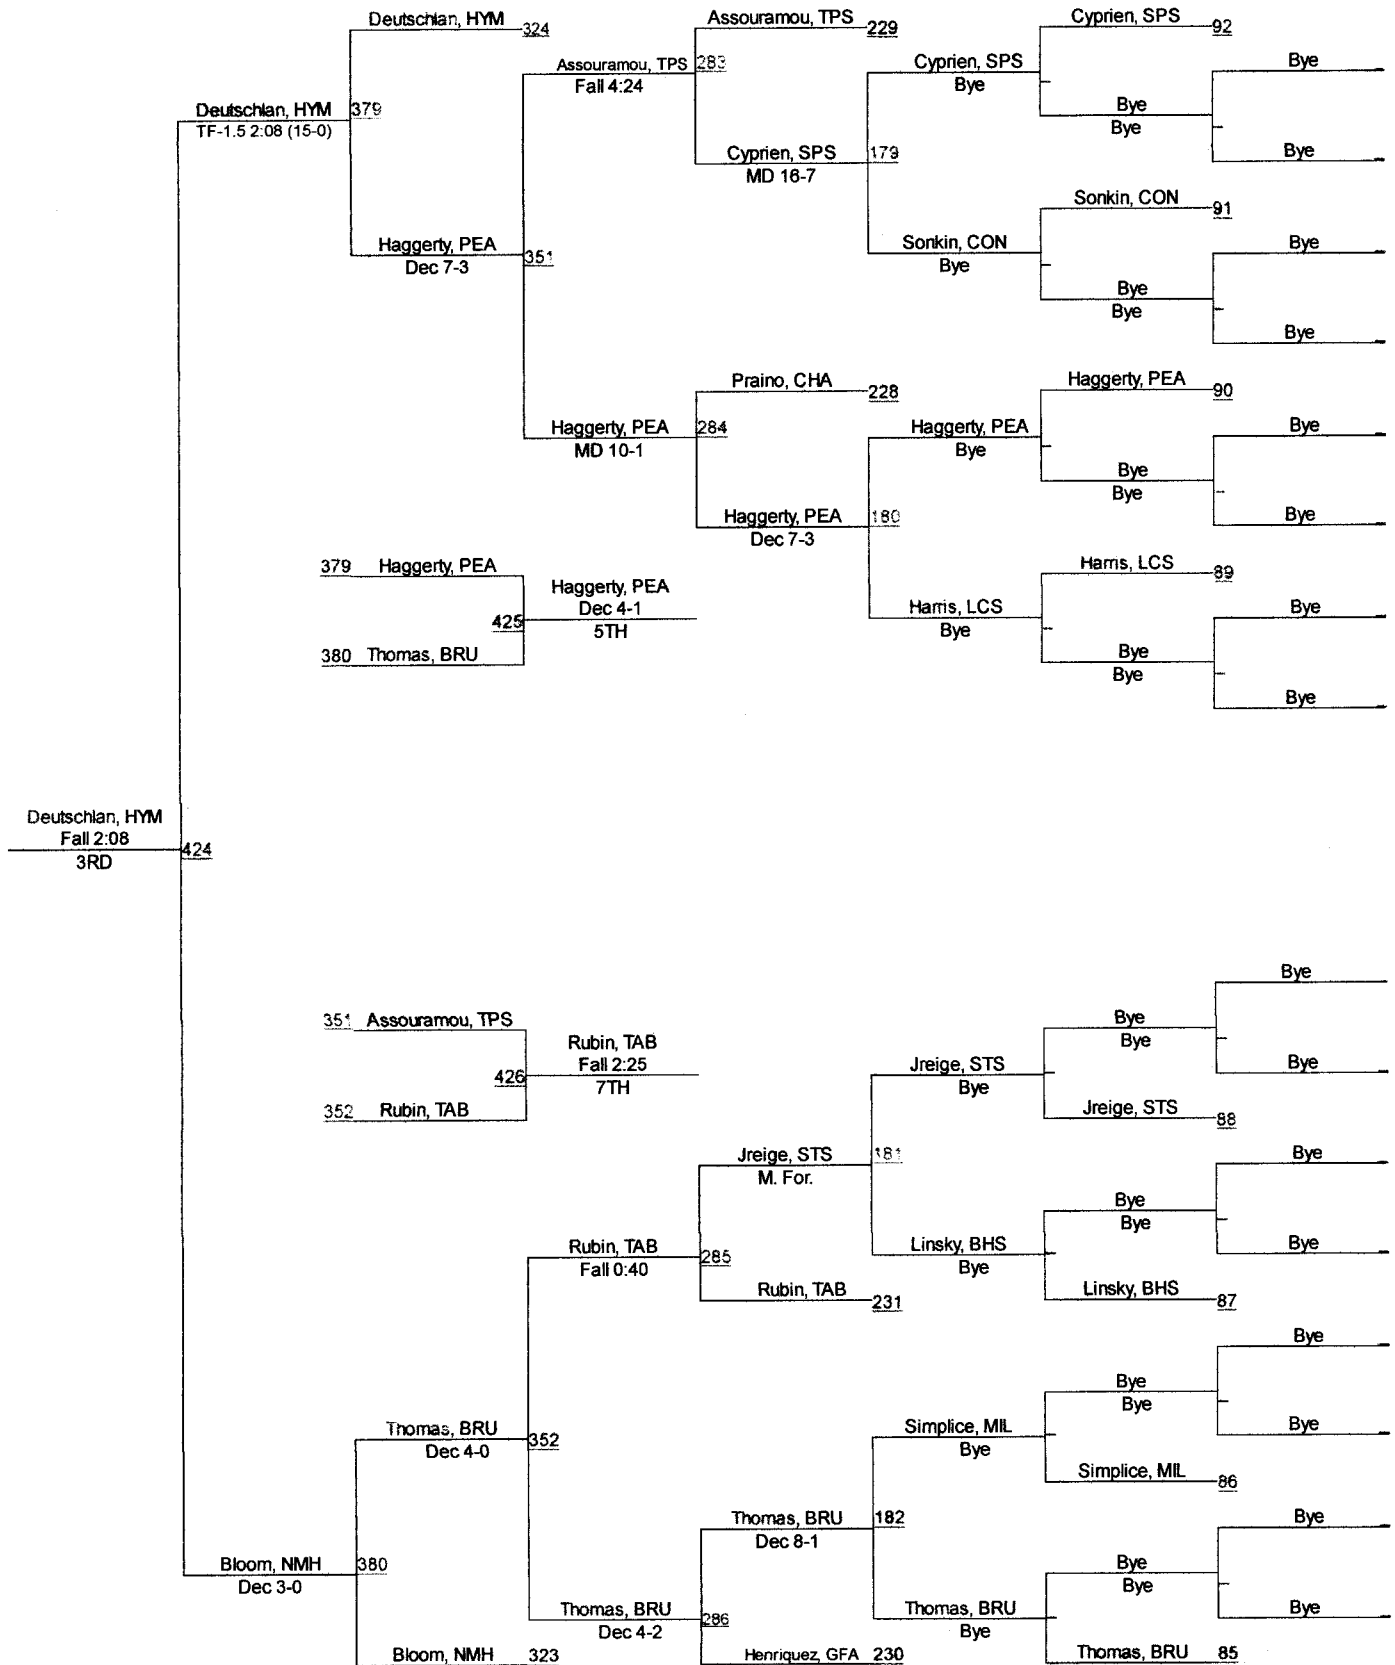 Deutschlan, HYM 324
Assouramou, TPS 229
Cyprien, SPS 92
Assouramou, TPS 283
Fall 4:24
Cyprien, SPS
Bye
Bye
Deutschlan, HYM 379
TF-1.5 2:08 (15-0)
Bye
Bye
Cyprien, SPS 179
MD 16-7
Bye
Sonkin, CON 91
Haggerty, PEA 351
Dec 7-3
Sonkin, CON
Bye
Bye
Bye
Bye
Bye
Praino, CHA 228
Haggerty, PEA 90
Haggerty, PEA 284
MD 10-1
Haggerty, PEA
Bye
Bye
Bye
Bye
Haggerty, PEA 180
Dec 7-3
Bye
379 Haggerty, PEA
Haggerty, PEA
Dec 4-1
425
5TH
380 Thomas, BRU
Harris, LCS 89
Harris, LCS
Bye
Bye
Bye
Bye
Bye
Deutschlan, HYM
Fall 2:08
424
3RD
Bye
351 Assouramou, TPS
Rubin, TAB
Fall 2:25
426
7TH
352 Rubin, TAB
Bye
Bye
Jreige, STS
Bye
Bye
Jreige, STS 88
Jreige, STS 181
M. For.
Bye
Bye
Bye
Rubin, TAB 285
Fall 0:40
Linsky, BHS
Bye
Bye
Rubin, TAB 231
Linsky, BHS 87
Bye
Bye
Bye
Thomas, BRU 352
Dec 4-0
Simplice, MIL
Bye
Bye
Simplice, MIL 86
Thomas, BRU 182
Dec 8-1
Bye
Bloom, NMH 380
Dec 3-0
Bye
Bye
Thomas, BRU 286
Dec 4-2
Thomas, BRU
Bye
Bye
Bloom, NMH 323
Henriquez, GFA 230
Thomas, BRU 85